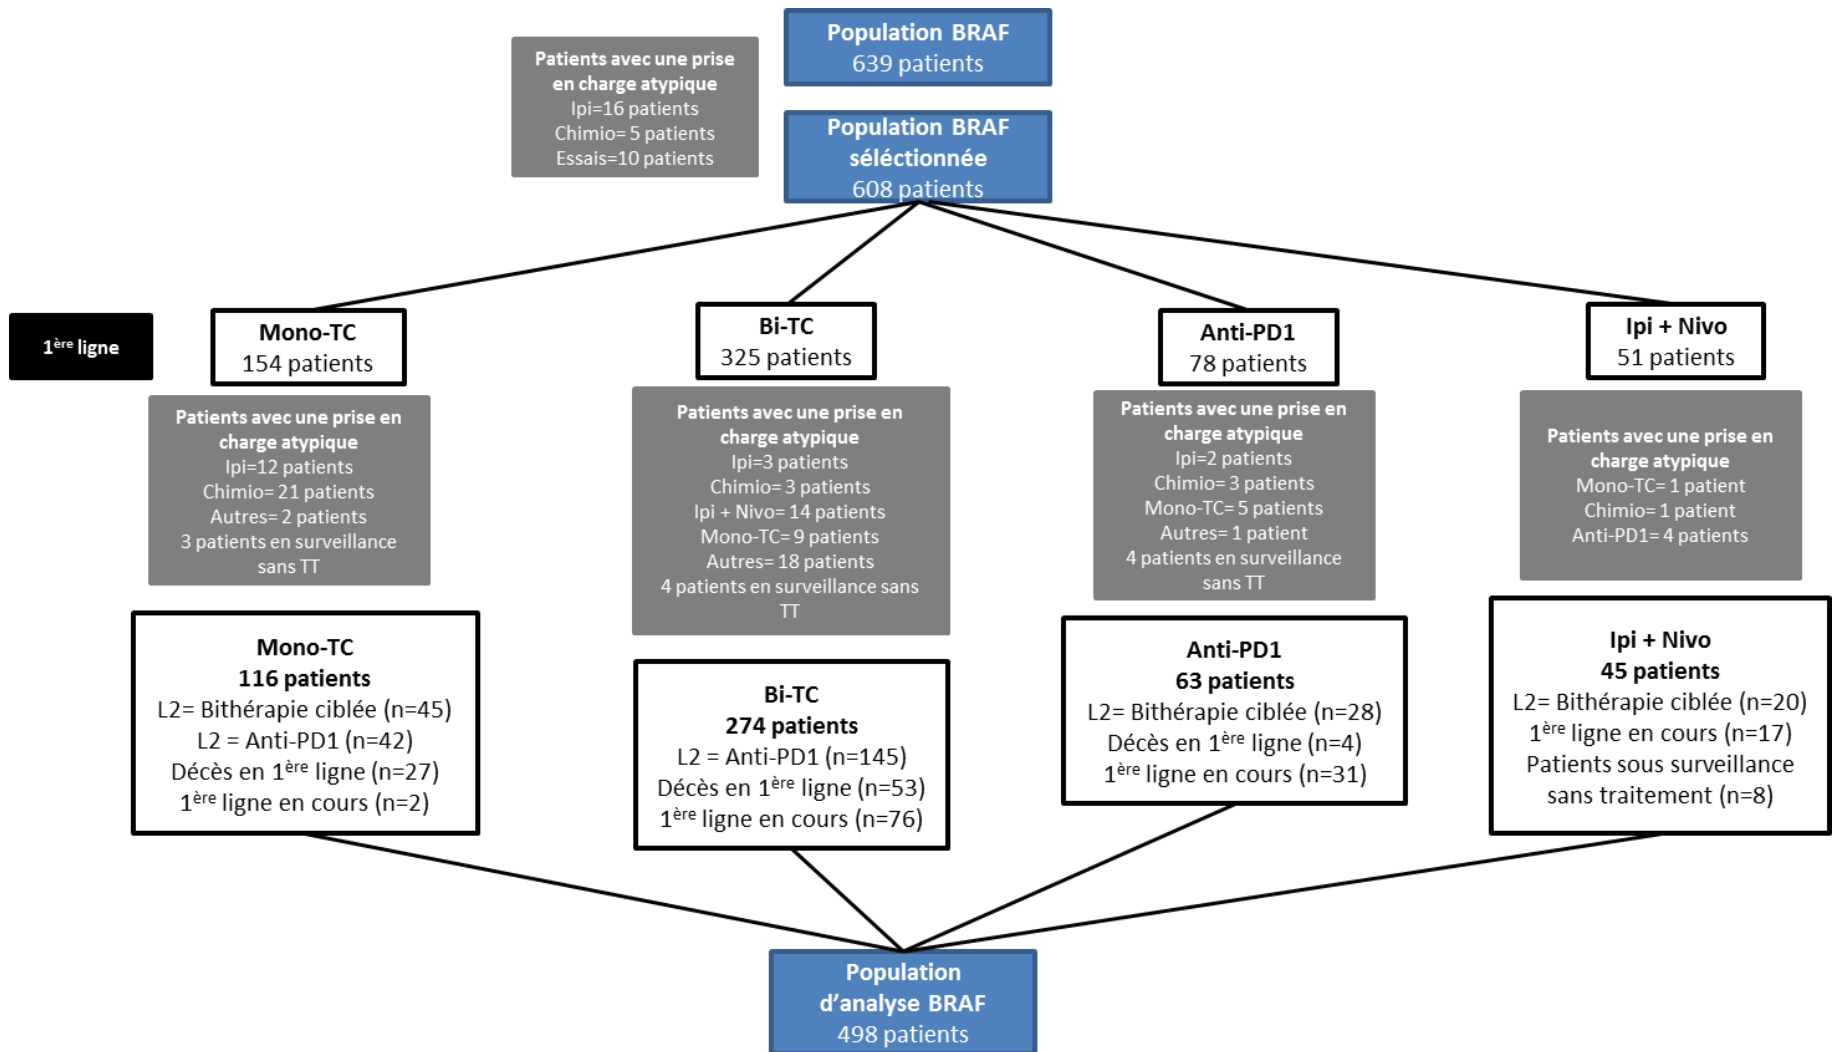 Population BRAF
639 patients
Patients avec une prise
en charge atypique
Ipi=16 patients
Chimio= 5 patients
Essais=10 patients
Population BRAF
séléctionnée
608 patients
1ère ligne
Mono-TC
154 patients
Bi-TC
325 patients
Anti-PD1
78 patients
Ipi + Nivo
51 patients
Patients avec une prise en
charge atypique
Ipi=12 patients
Chimio= 21 patients
Autres= 2 patients
3 patients en surveillance
sans TT
Patients avec une prise en
charge atypique
Ipi=3 patients
Chimio= 3 patients
Ipi + Nivo= 14 patients
Mono-TC= 9 patients
Autres= 18 patients
4 patients en surveillance sans
TT
Patients avec une prise en
charge atypique
Ipi=2 patients
Chimio= 3 patients
Mono-TC= 5 patients
Autres= 1 patient
4 patients en surveillance
sans TT
Patients avec une prise en
charge atypique
Mono-TC= 1 patient
Chimio= 1 patient
Anti-PD1= 4 patients
Mono-TC
116 patients
L2= Bithérapie ciblée (n=45)
L2 = Anti-PD1 (n=42)
Décès en 1ère ligne (n=27)
1ère ligne en cours (n=2)
Bi-TC
274 patients
L2 = Anti-PD1 (n=145)
Décès en 1ère ligne (n=53)
1ère ligne en cours (n=76)
Anti-PD1
63 patients
L2= Bithérapie ciblée (n=28)
Décès en 1ère ligne (n=4)
1ère ligne en cours (n=31)
Ipi + Nivo
45 patients
L2= Bithérapie ciblée (n=20)
1ère ligne en cours (n=17)
Patients sous surveillance
sans traitement (n=8)
Population
d'analyse BRAF
498 patients